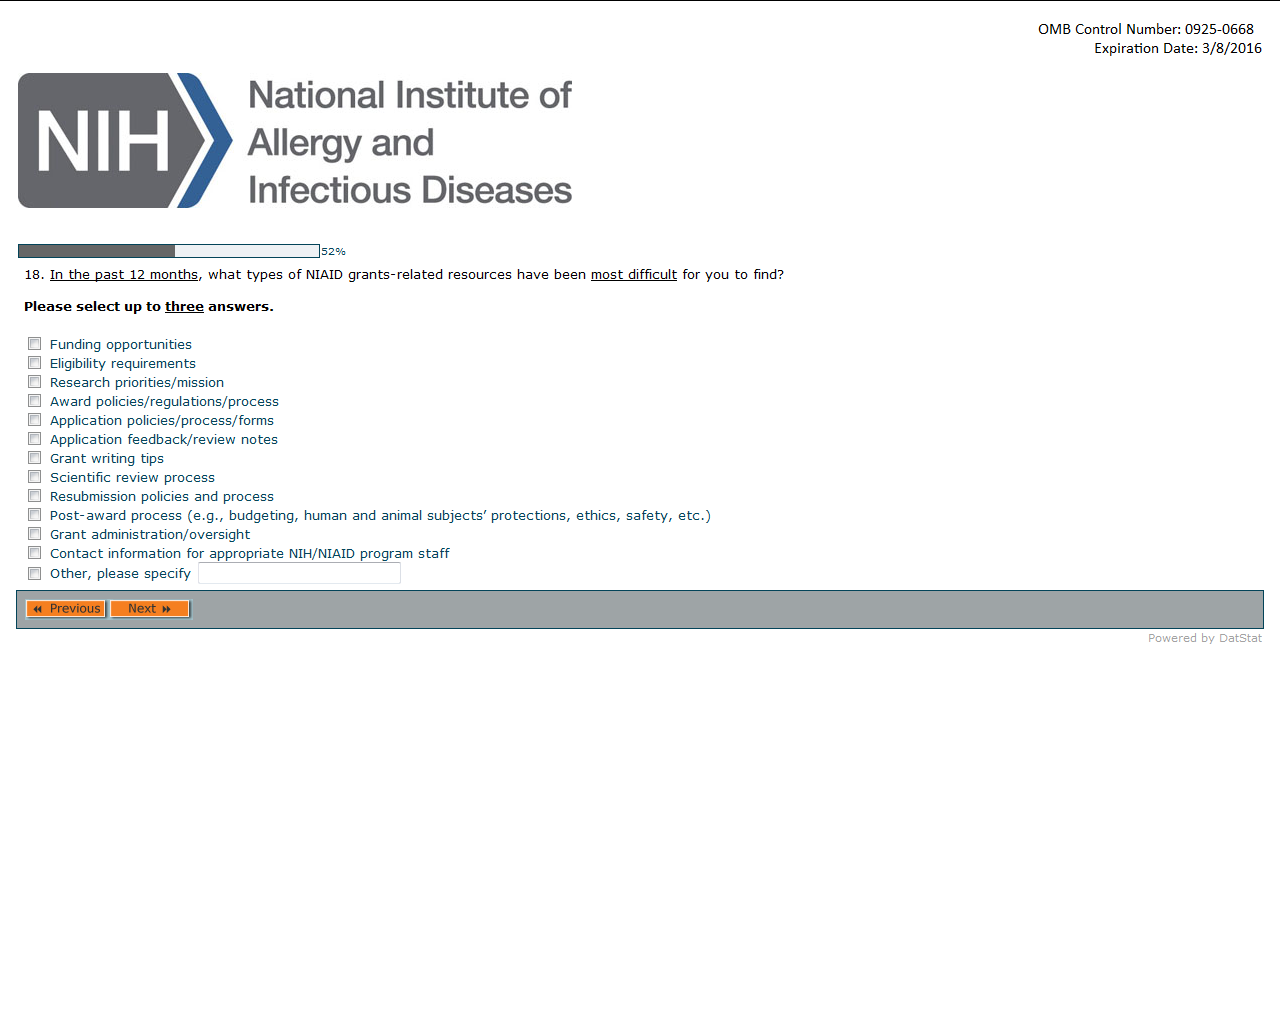 OMB Control Number: 0925-0668
Expiration Date: 3/8/2016
NIH
National Institute of
Allergy and
Infectious Diseases
52%
18. In the past 12 months, what types of NIAID grants-related resources have been most difficult for you to find?
Please select up to three answers.
Funding opportunities
Eligibility requirements
Research priorities/mission
Award policies/regulations/process
Application policies/process/forms
Application feedback/review notes
Grant writing tips
Scientific review process
Resubmission policies and process
Post-award process (e.g., budgeting, human and animal subjects’ protections, ethics, safety, etc.)
Grant administration/oversight
Contact information for appropriate NIH/NIAID program staff
Other, please specify
Previous Next
Powered by DatStat